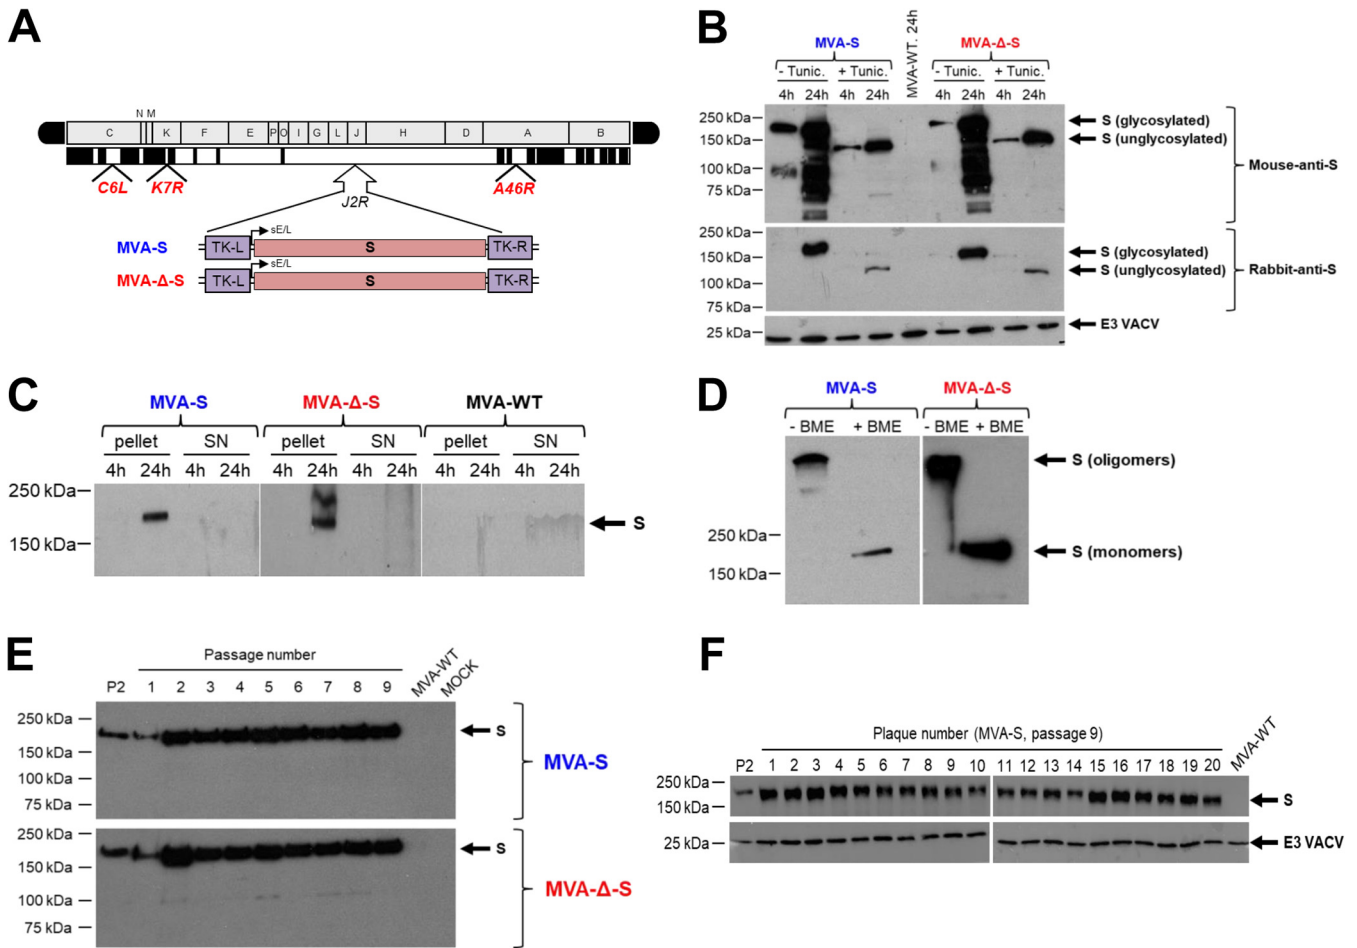 A
N M
C K F E P O I G L J H D A B
C6L K7R A46R
J2R
sE/L
MVA-S TK-L S TK-R
sE/L
MVA-Δ-S TK-L S TK-R
B
MVA-S MVA-WT. 24h MVA-Δ-S
- Tunic. + Tunic. - Tunic. + Tunic.
4h 24h 4h 24h 4h 24h 4h 24h
250 kDa S (glycosylated)
150 kDa S (unglycosylated)
100 kDa Mouse-anti-S
75 kDa
250 kDa S (glycosylated)
150 kDa S (unglycosylated) Rabbit-anti-S
100 kDa
75 kDa
25 kDa E3 VACV
C
MVA-S MVA-Δ-S MVA-WT
pellet SN pellet SN pellet SN
4h 24h 4h 24h 4h 24h 4h 24h 4h 24h 4h 24h
250 kDa
S
150 kDa
D
MVA-S MVA-Δ-S
- BME + BME - BME + BME
S (oligomers)
250 kDa
S (monomers)
150 kDa
E
Passage number
P2 1 2 3 4 5 6 7 8 9 MVA-WT MOCK
250 kDa S
150 kDa MVA-S
100 kDa
75 kDa
250 kDa S
150 kDa MVA-Δ-S
100 kDa
75 kDa
F
Plaque number (MVA-S, passage 9)
P2 1 2 3 4 5 6 7 8 9 10 11 12 13 14 15 16 17 18 19 20 MVA-WT
250 kDa
150 kDa S
25 kDa E3 VACV